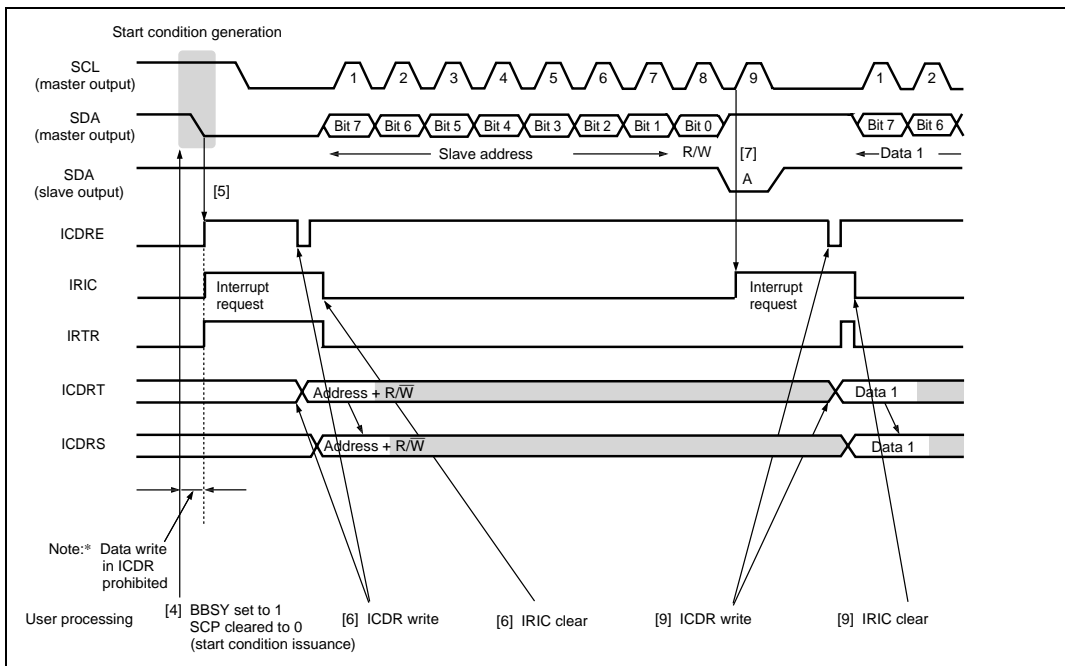 Start condition generation
SCL
(master output)
1 2 3 4 5 6 7 8 9 1 2
SDA
(master output)
Bit 7 Bit 6 Bit 5 Bit 4 Bit 3 Bit 2 Bit 1 Bit 0 Bit 7 Bit 6
Slave address R/W [7] Data 1
SDA
(slave output)
A
[5]
ICDRE
IRIC
Interrupt
request
Interrupt
request
IRTR
ICDRT
Address + R/W̅
Data 1
ICDRS
Address + R/W̅
Data 1
Note:* Data write
in ICDR
prohibited
User processing
[4] BBSY set to 1
SCP cleared to 0
(start condition issuance)
[6] ICDR write
[6] IRIC clear
[9] ICDR write
[9] IRIC clear